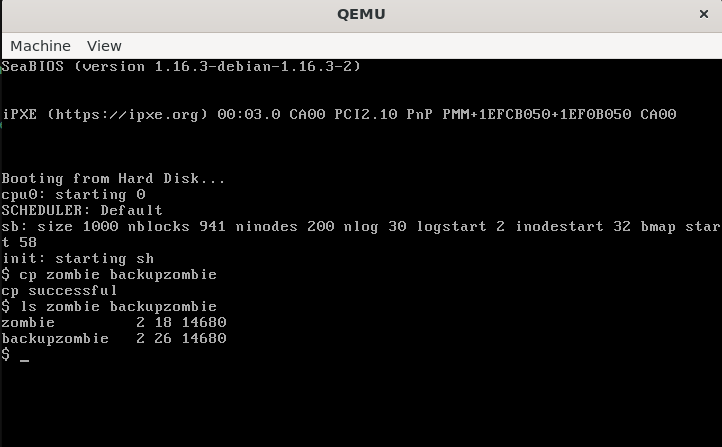 QEMU
Machine View
SeaBIOS (version 1.16.3-debian-1.16.3-2)
iPXE (https://ipxe.org) 00:03.0 CA00 PCI2.10 PnP PMM+1EFCB050+1EF0B050 CA00
Booting from Hard Disk...
cpu0: starting 0
SCHEDULER: Default
sb: size 1000 nblocks 941 ninodes 200 nlog 30 logstart 2 inodestart 32 bmap star
t 58
init: starting sh
$ cp zombie backupzombie
cp successful
$ ls zombie backupzombie
zombie         2 18 14680
backupzombie   2 26 14680
$ _